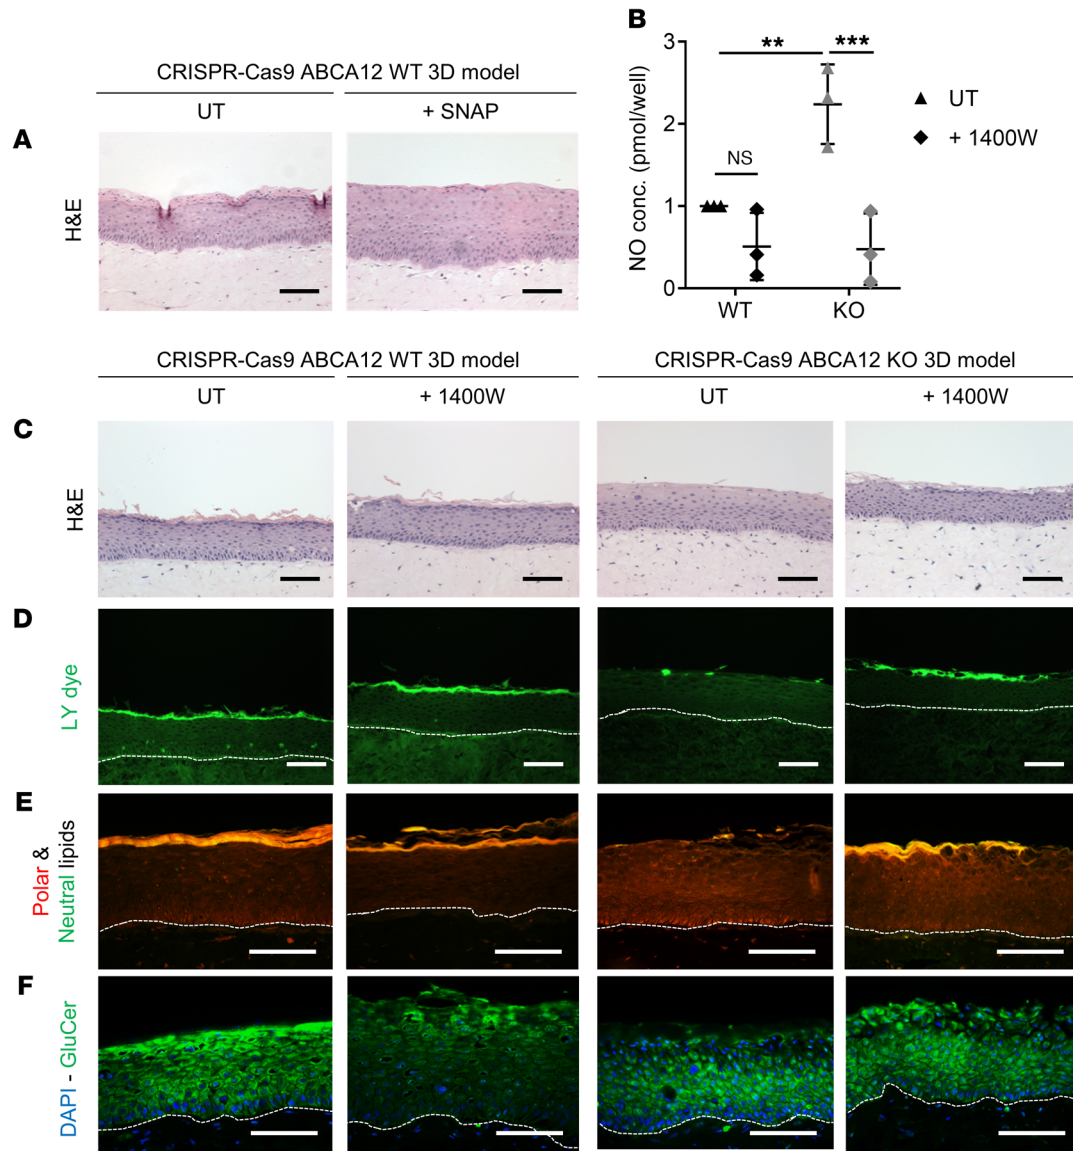 CRISPR-Cas9 ABCA12 WT 3D model
UT
+ SNAP
A
H&E
B
NO conc. (pmol/well)
3
2
1
0
**
***
NS
WT
KO
UT
+ 1400W
CRISPR-Cas9 ABCA12 WT 3D model
CRISPR-Cas9 ABCA12 KO 3D model
UT
+ 1400W
UT
+ 1400W
C
H&E
D
LY dye
E
Polar &
Neutral lipids
F
DAPI - GluCer